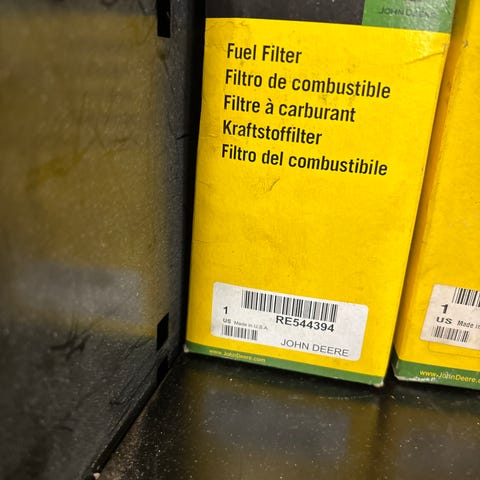 JOHN DEERE
Fuel Filter
Filtro de combustible
Filtre à carburant
Kraftstoffilter
Filtro del combustibile
1
RE544394
US Made in U.S.A.
JOHN DEERE
www.JohnDeere.com
1
US Made in
www.JohnDeere